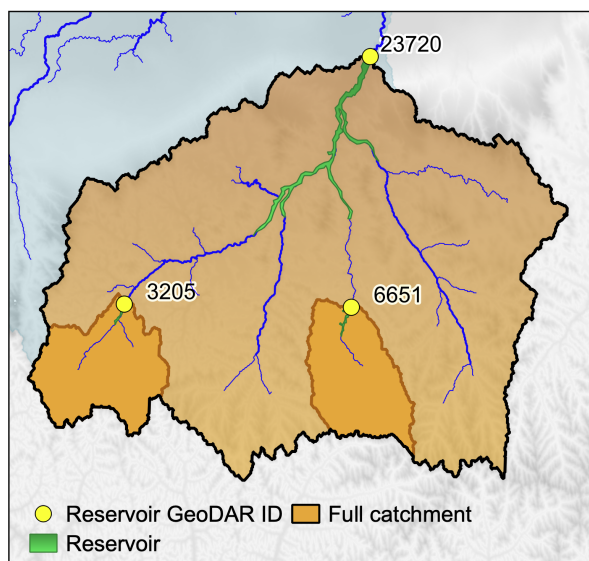 23720
3205
6651
Reservoir GeoDAR ID
Full catchment
Reservoir